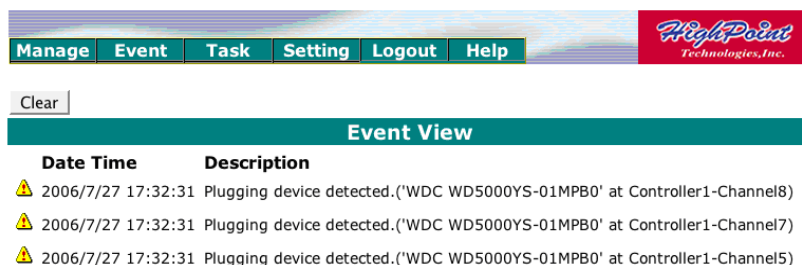 HighPoint
Technologies,Inc.
Manage Event Task Setting Logout Help
Clear
Event View
Date Time Description
2006/7/27 17:32:31 Plugging device detected.('WDC WD5000YS-01MPB0' at Controller1-Channel8)
2006/7/27 17:32:31 Plugging device detected.('WDC WD5000YS-01MPB0' at Controller1-Channel7)
2006/7/27 17:32:31 Plugging device detected.('WDC WD5000YS-01MPB0' at Controller1-Channel5)